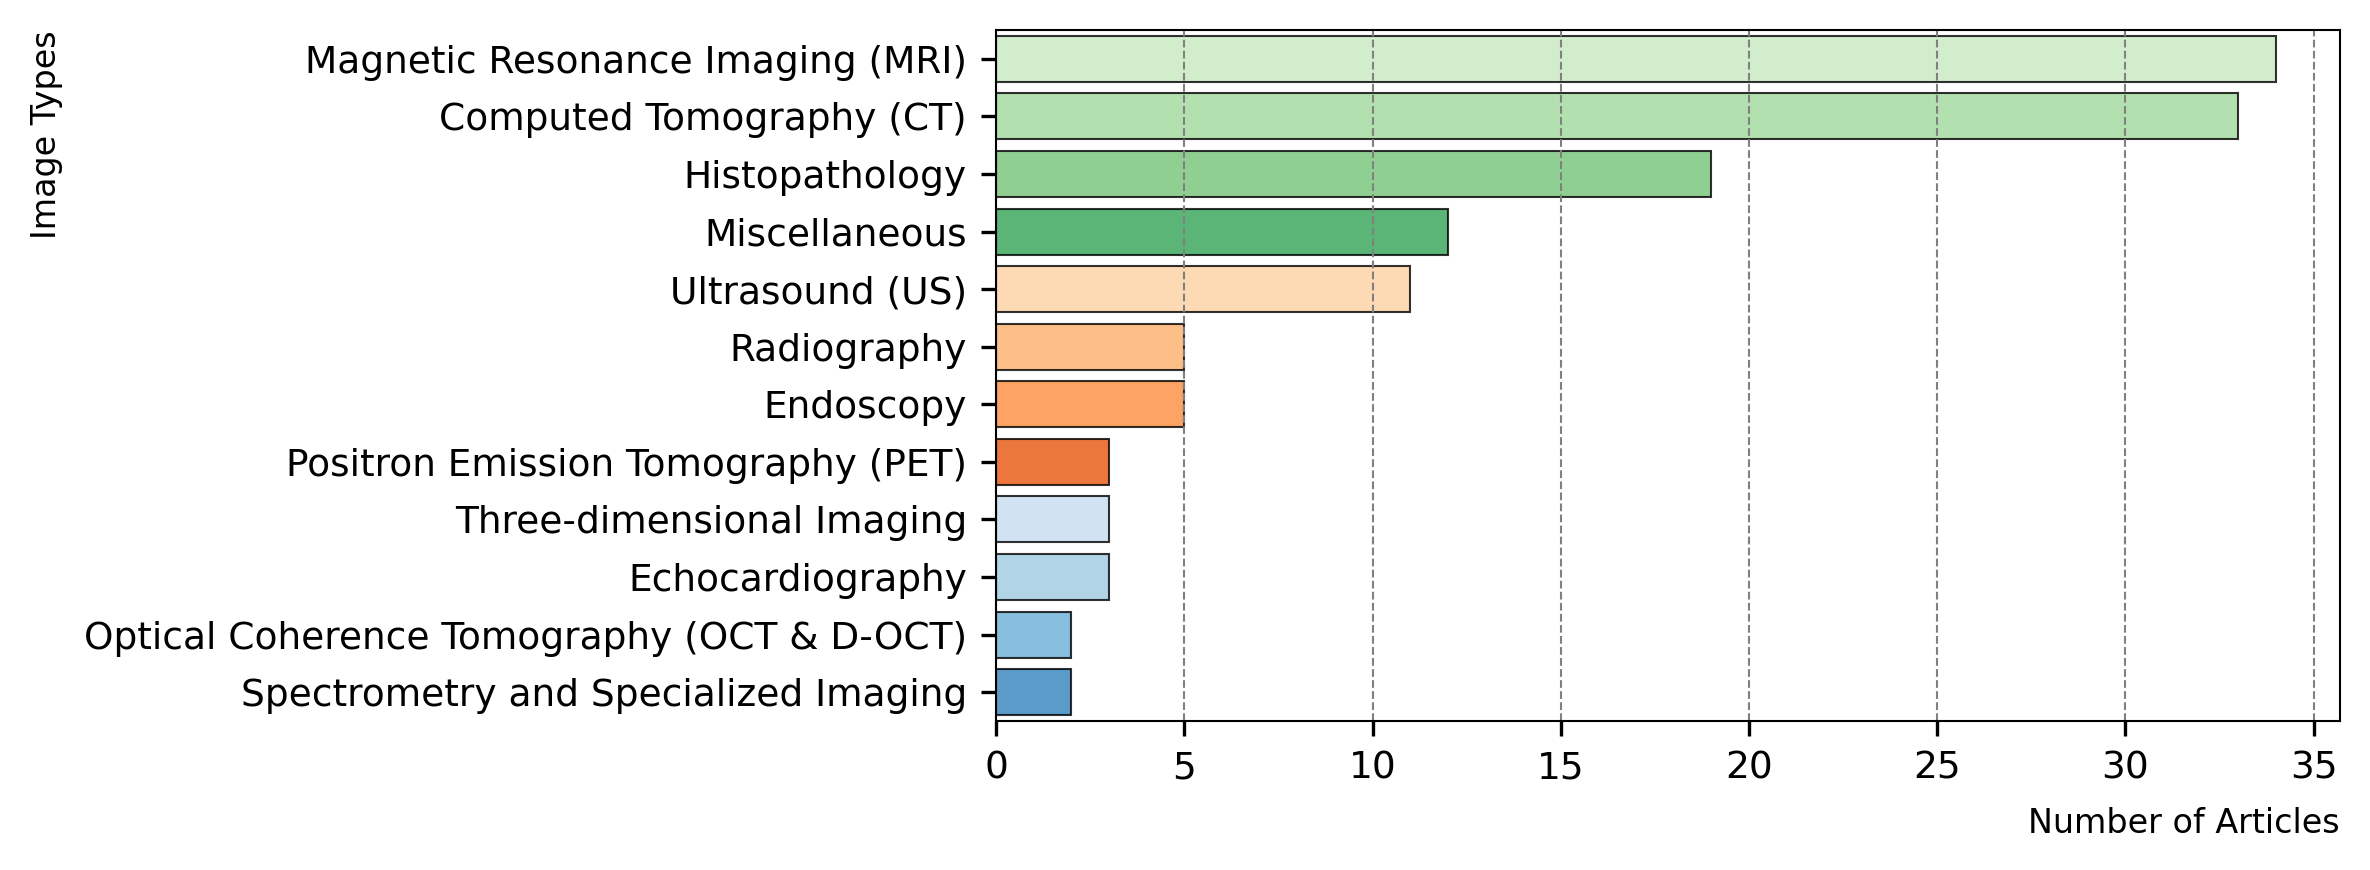 Image Types
Magnetic Resonance Imaging (MRI)
Computed Tomography (CT)
Histopathology
Miscellaneous
Ultrasound (US)
Radiography
Endoscopy
Positron Emission Tomography (PET)
Three-dimensional Imaging
Echocardiography
Optical Coherence Tomography (OCT & D-OCT)
Spectrometry and Specialized Imaging
0 5 10 15 20 25 30 35
Number of Articles